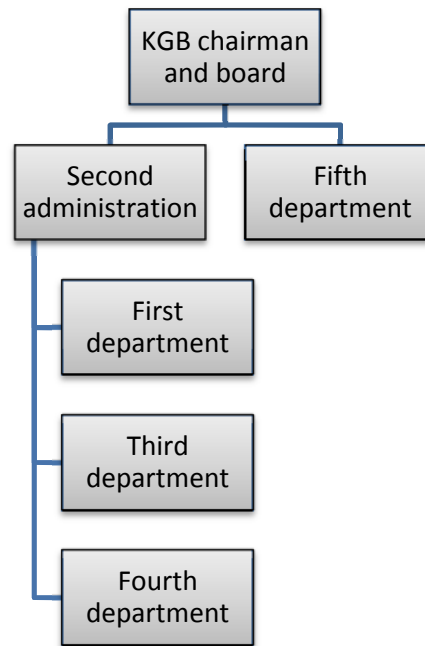 KGB chairman
and board
Second
administration
Fifth
department
First
department
Third
department
Fourth
department